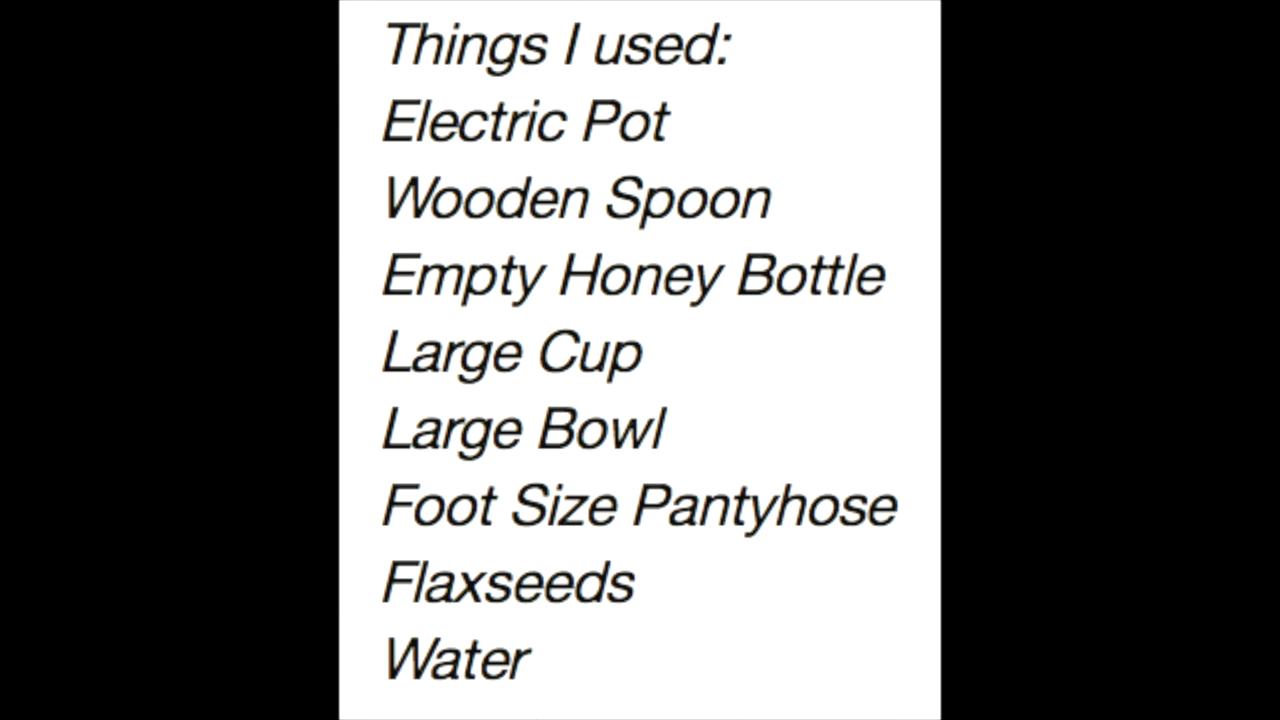 Things I used:
Electric Pot
Wooden Spoon
Empty Honey Bottle
Large Cup
Large Bowl
Foot Size Pantyhose
Flaxseeds
Water